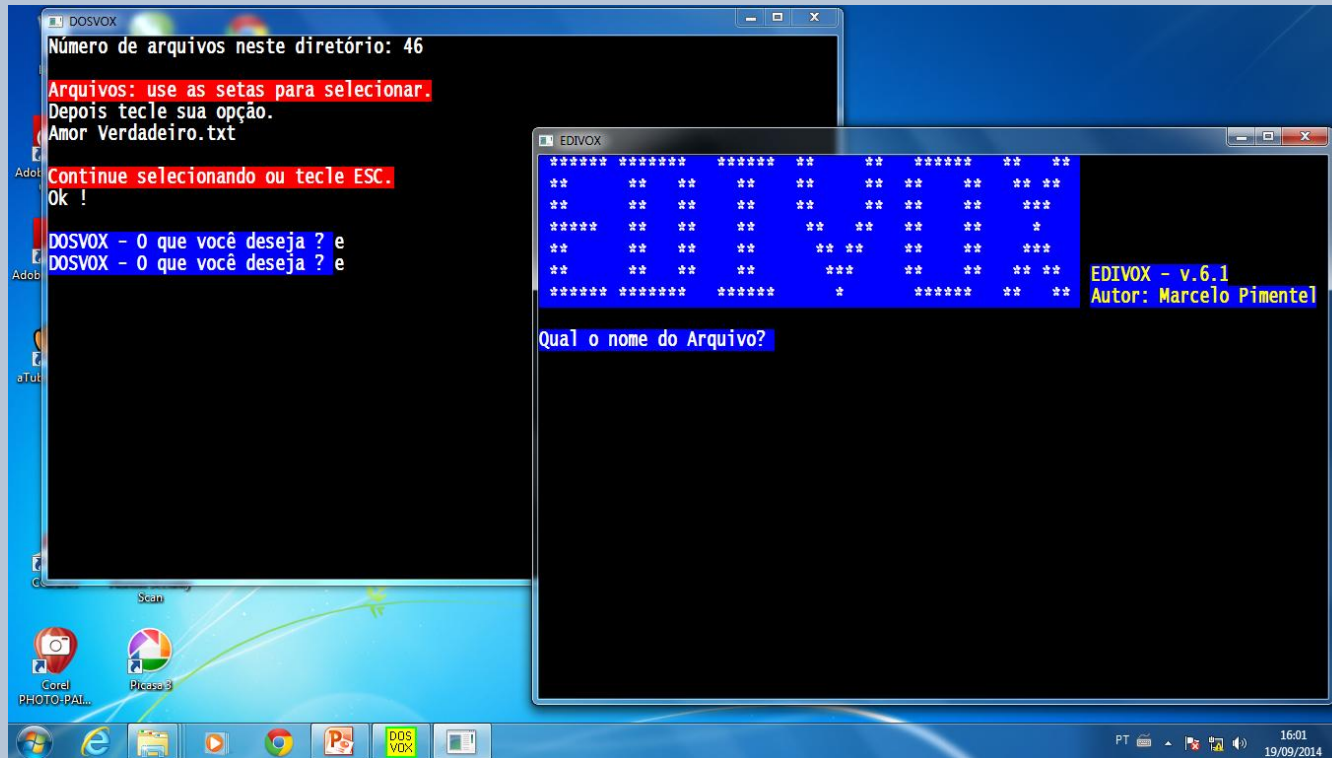 DOSVOX
Número de arquivos neste diretório: 46
Arquivos: use as setas para selecionar.
Depois tecle sua opção.
Amor Verdadeiro.txt
Continue selecionando ou tecle ESC.
Ok !
DOSVOX - O que você deseja ? e
DOSVOX - O que você deseja ? e
EDIVOX
EDIVOX
EDIVOX - v.6.1
Autor: Marcelo Pimentel
Qual o nome do Arquivo?
Scan
Corel
PHOTO-PAI...
Picasa 3
DOS
VOX
PT
16:01
19/09/2014